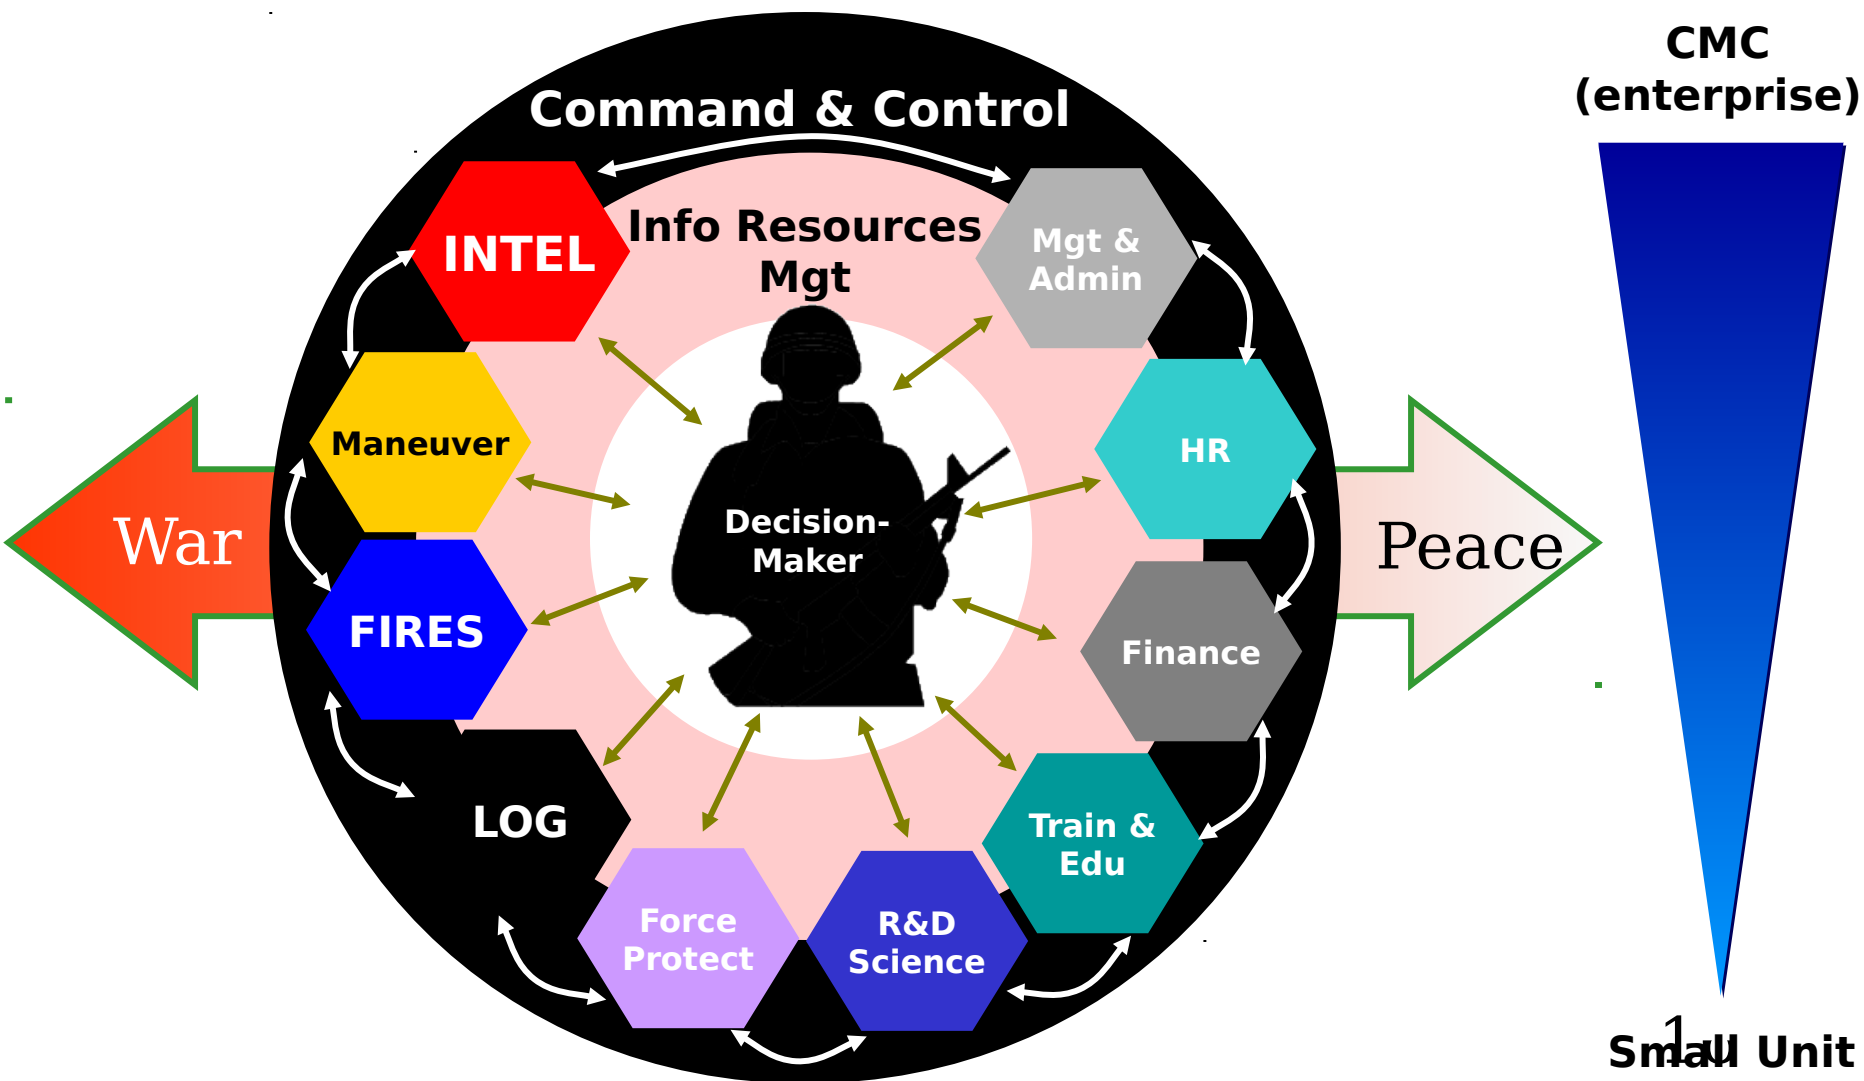 CMC
(enterprise)
Command & Control
Info Resources
Mgt
INTEL
Mgt &
Admin
Maneuver
HR
War
Decision-
Maker
Peace
FIRES
Finance
LOG
Train &
Edu
Force
Protect
R&D
Science
Small Unit